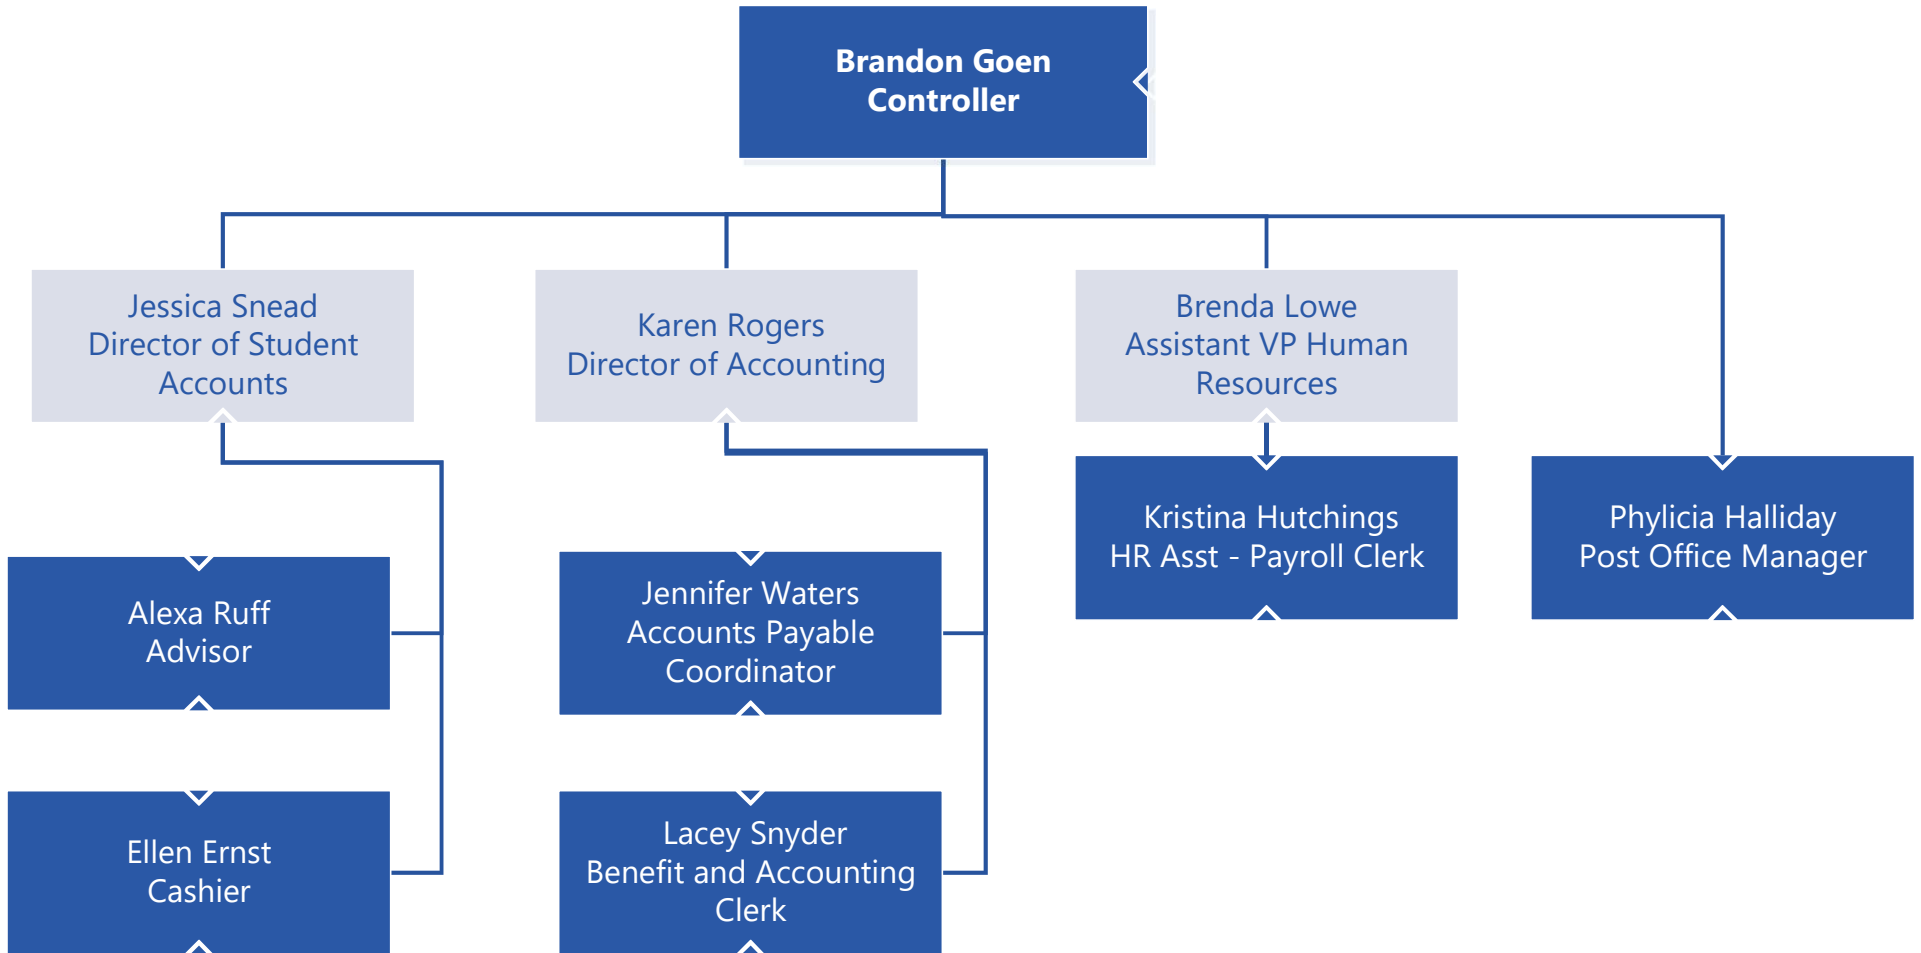 Brandon Goen
Controller
Jessica Snead
Director of Student
Accounts
Karen Rogers
Director of Accounting
Brenda Lowe
Assistant VP Human
Resources
Kristina Hutchings
HR Asst - Payroll Clerk
Phylicia Halliday
Post Office Manager
Alexa Ruff
Advisor
Jennifer Waters
Accounts Payable
Coordinator
Ellen Ernst
Cashier
Lacey Snyder
Benefit and Accounting
Clerk